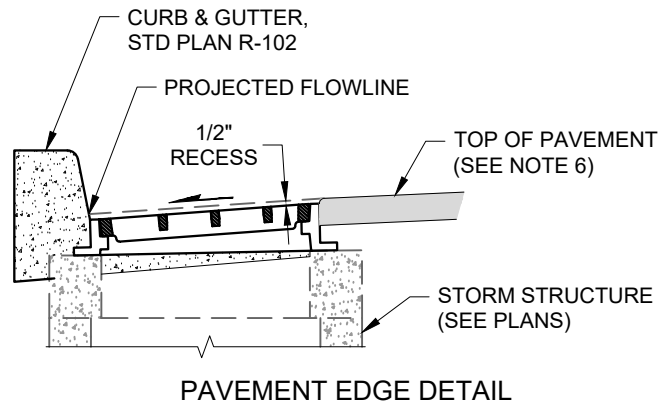 CURB & GUTTER,
STD PLAN R-102
PROJECTED FLOWLINE
1/2"
RECESS
TOP OF PAVEMENT
(SEE NOTE 6)
STORM STRUCTURE
(SEE PLANS)
PAVEMENT EDGE DETAIL